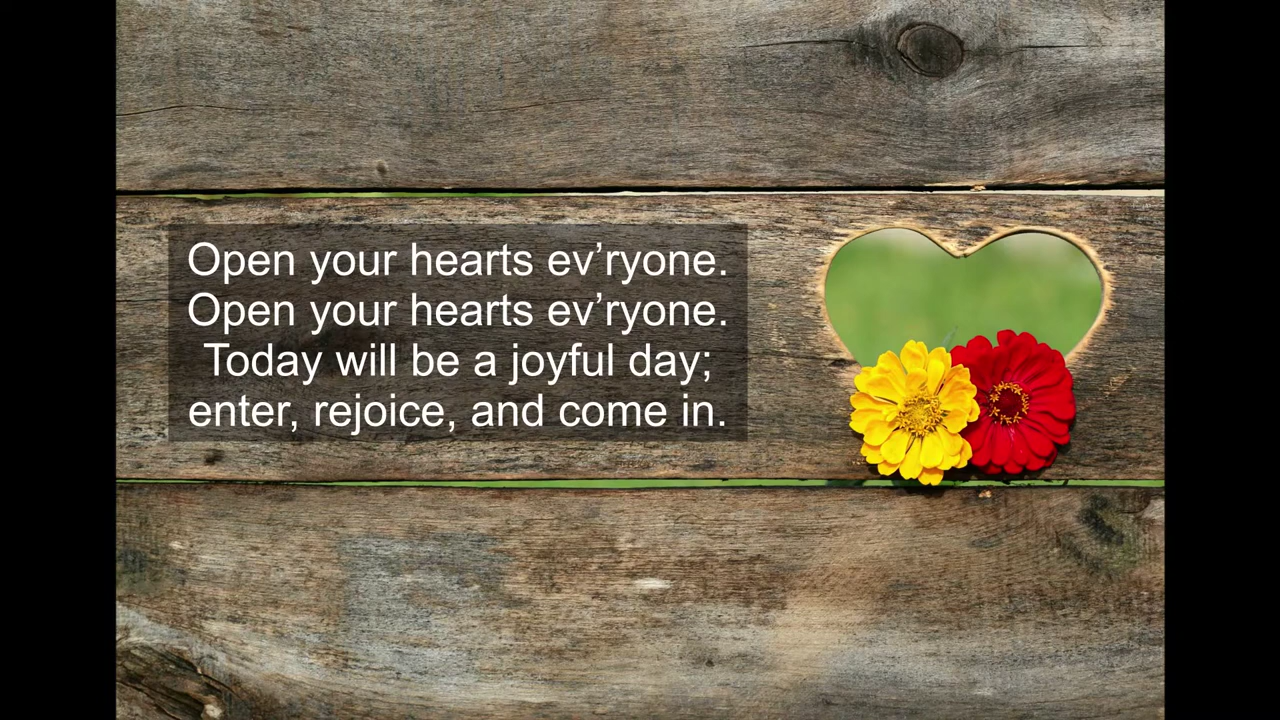 Open your hearts ev’ryone.
Open your hearts ev’ryone.
Today will be a joyful day;
enter, rejoice, and come in.